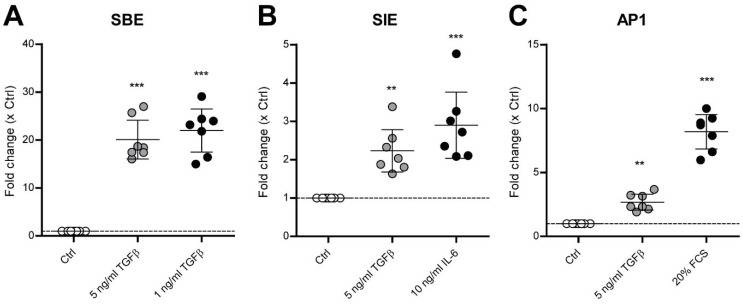 A
SBE
Fold change (x Ctrl)
40
30
20
10
0
***
***
Ctrl
5 ng/ml TGFβ
1 ng/ml TGFβ
B
SIE
Fold change (x Ctrl)
5
4
3
2
1
0
**
***
Ctrl
5 ng/ml TGFβ
10 ng/ml IL-6
C
AP1
Fold change (x Ctrl)
15
10
5
0
**
***
Ctrl
5 ng/ml TGFβ
20% FCS